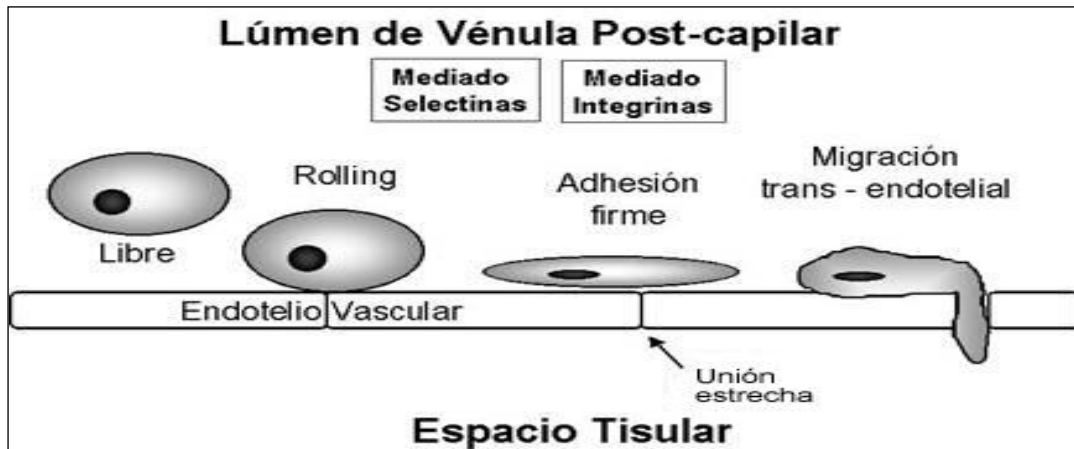 Lúmen de Vénula Post-capilar
Mediado
Selectinas
Mediado
Integrinas
Libre
Rolling
Adhesión
firme
Migración
trans - endotelial
Endotelio Vascular
Unión
estrecha
Espacio Tisular